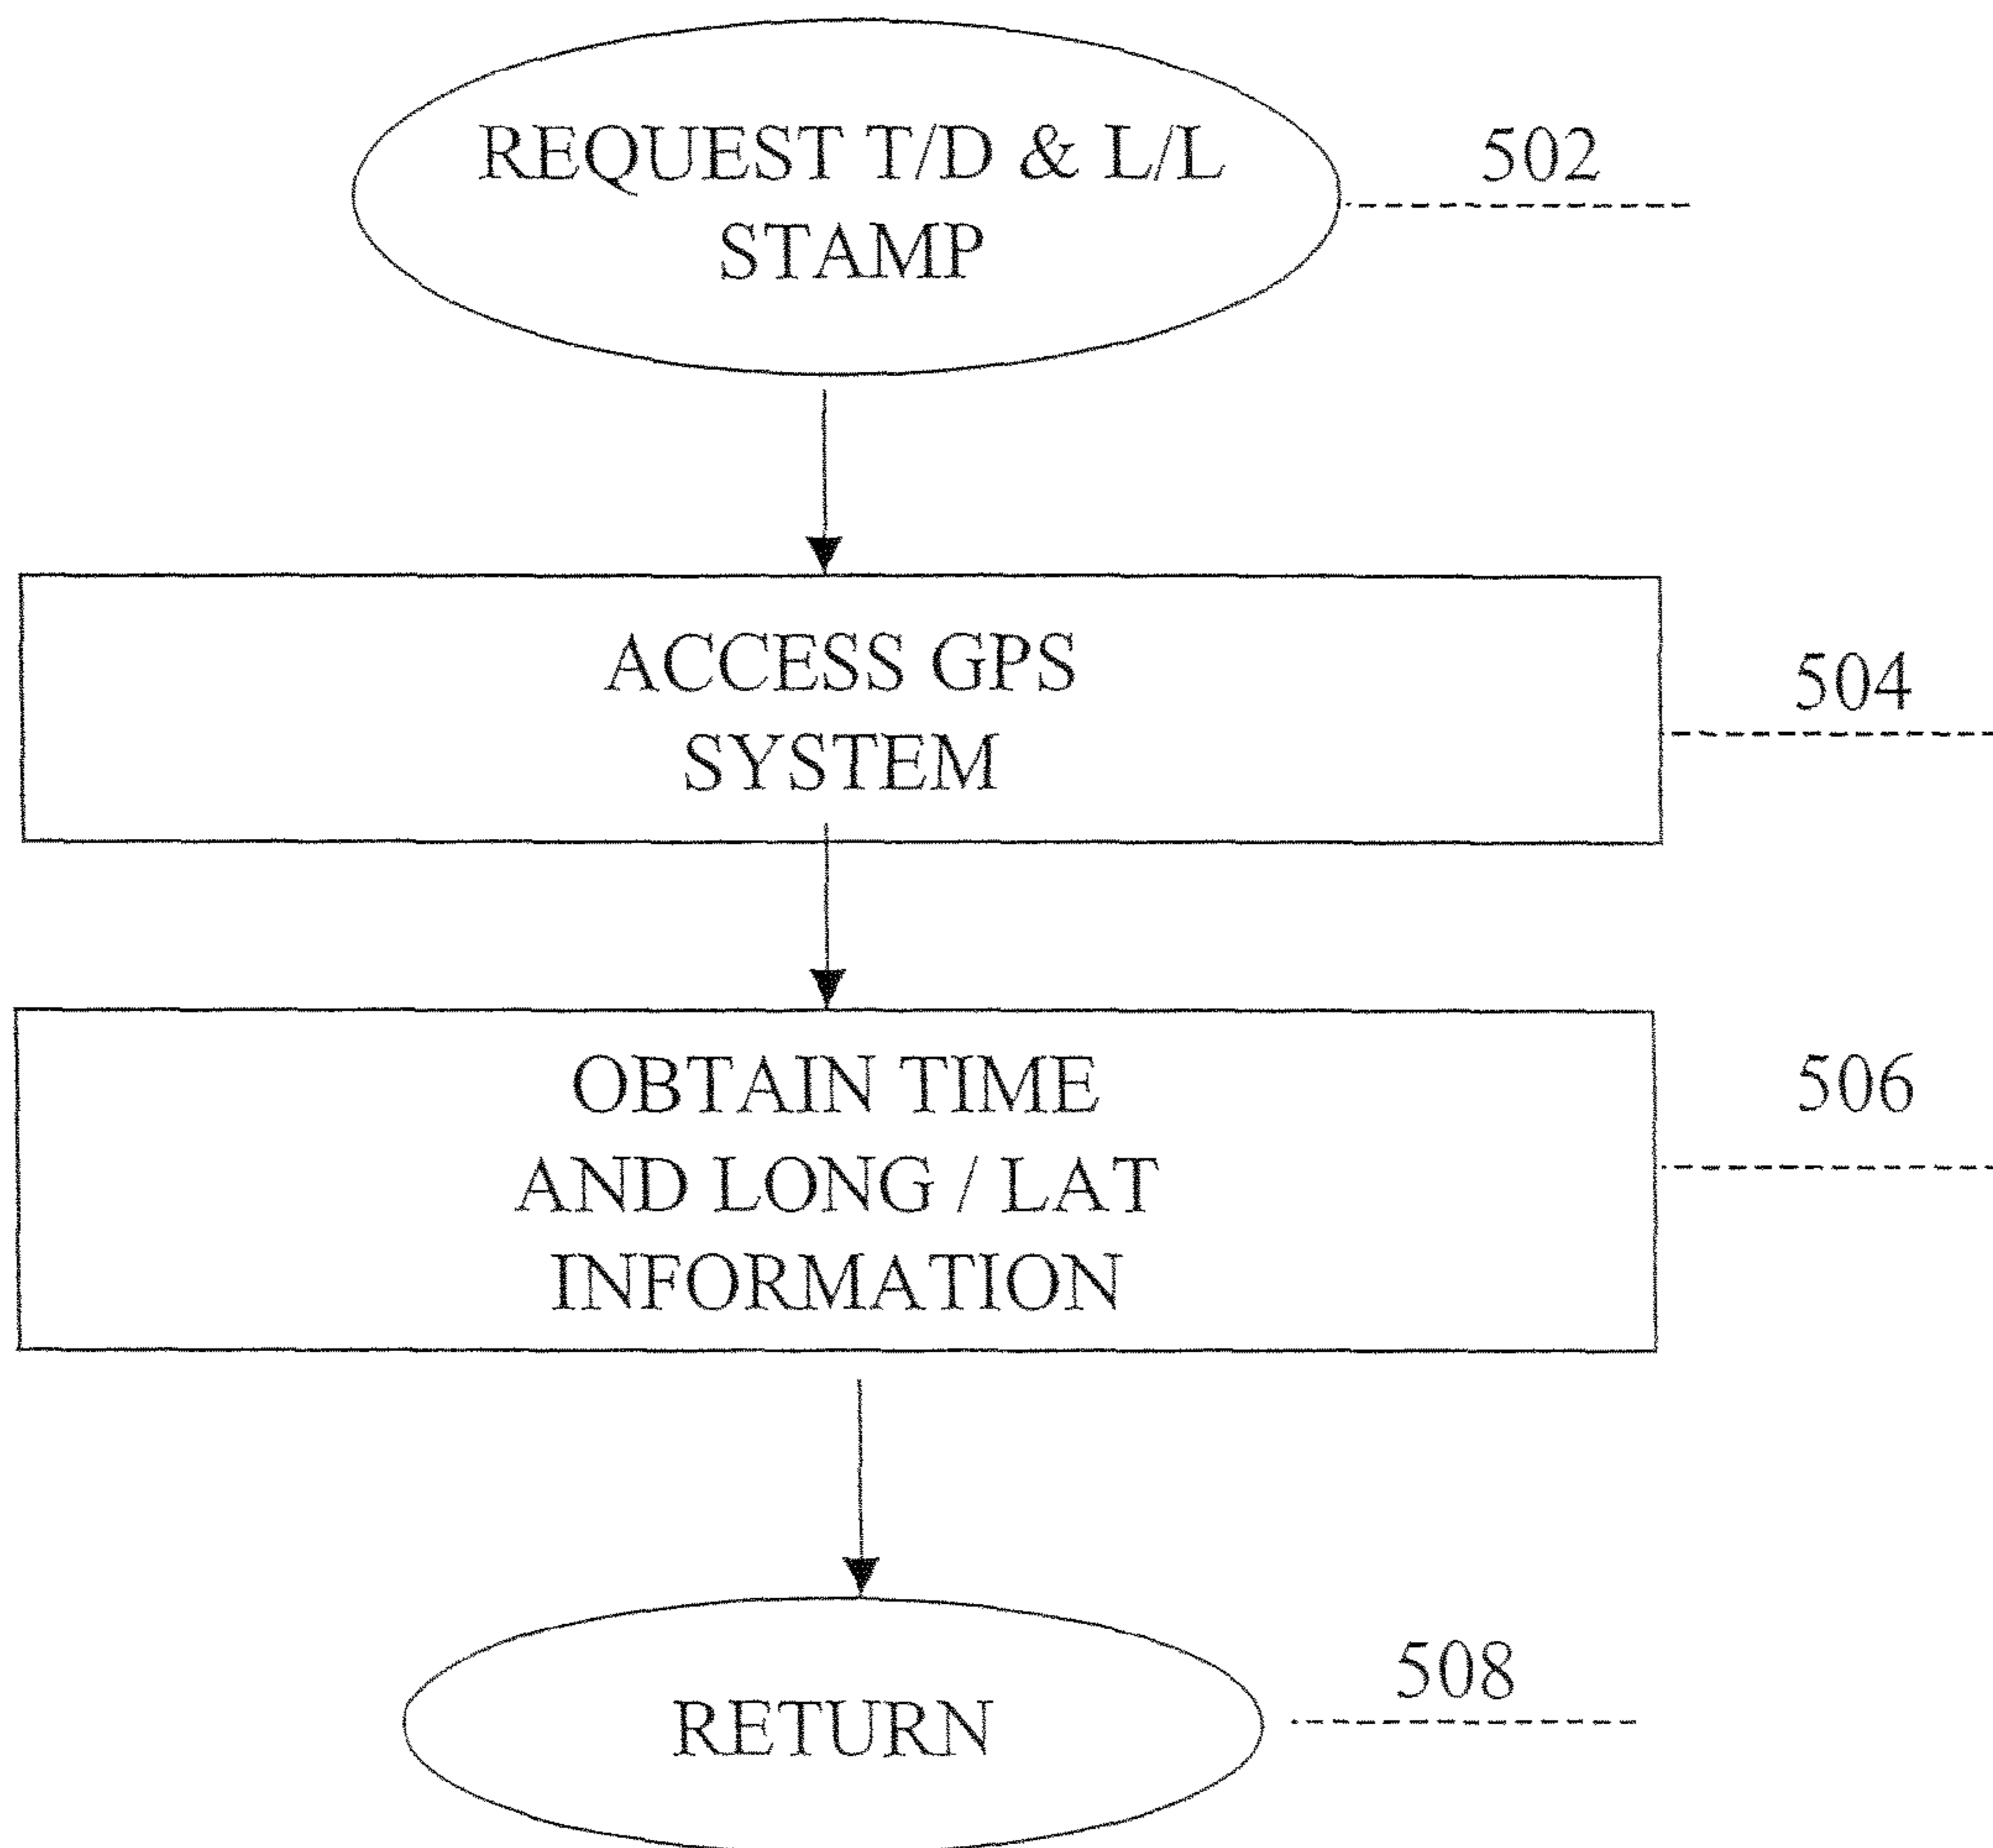 REQUEST T/D & L/L
STAMP
502
ACCESS GPS
SYSTEM
504
OBTAIN TIME
AND LONG / LAT
INFORMATION
506
RETURN
508